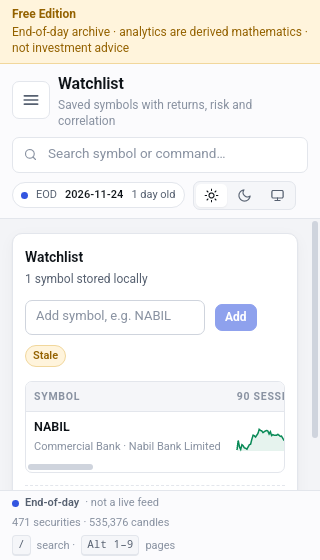 Free Edition
End-of-day archive · analytics are derived mathematics ·
not investment advice
Watchlist
Saved symbols with returns, risk and
correlation
Search symbol or command…
EOD 2026-11-24 1 day old
Watchlist
1 symbol stored locally
Add symbol, e.g. NABIL
Add
Stale
SYMBOL 90 SESSI
NABIL
Commercial Bank · Nabil Bank Limited
End-of-day · not a live feed
471 securities · 535,376 candles
/ search · Alt 1–9 pages